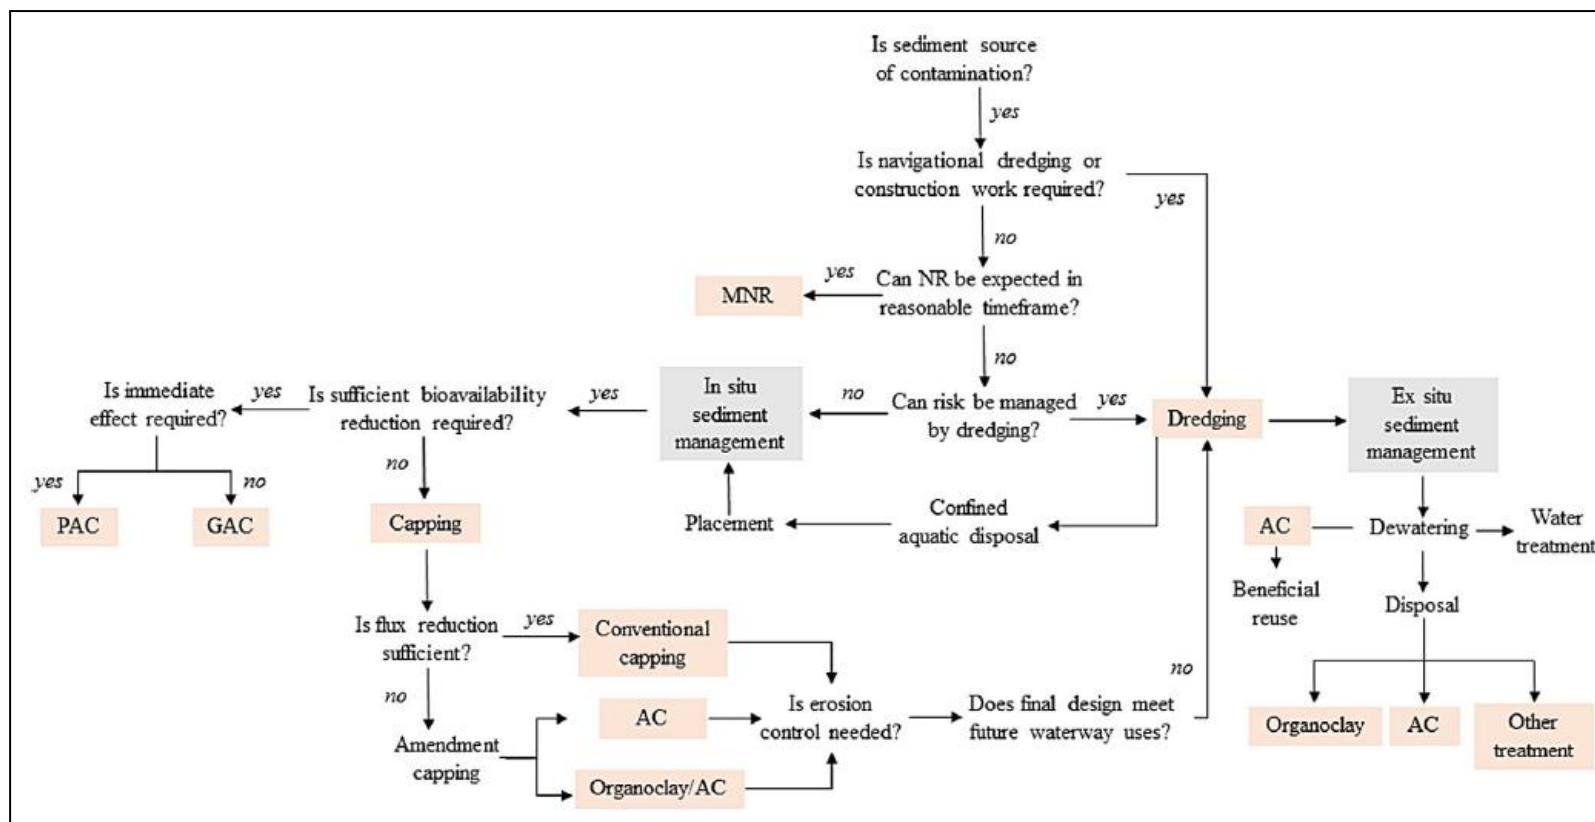 Is sediment source
of contamination?
yes
Is navigational dredging or
construction work required?
yes
no
Can NR be expected in
reasonable timeframe?
yes
MNR
no
Can risk be managed
by dredging?
yes
Dredging
no
In situ
sediment
management
yes
Is sufficient bioavailability
reduction required?
yes
Is immediate
effect required?
yes
no
PAC
GAC
no
Capping
Placement
Confined
aquatic disposal
Ex situ
sediment
management
AC
Dewatering
Water
treatment
Beneficial
reuse
Disposal
Organoclay
AC
Other
treatment
Is flux reduction
sufficient?
yes
Conventional
capping
no
Amendment
capping
AC
Organoclay/AC
Is erosion
control needed?
Does final design meet
future waterway uses?
no